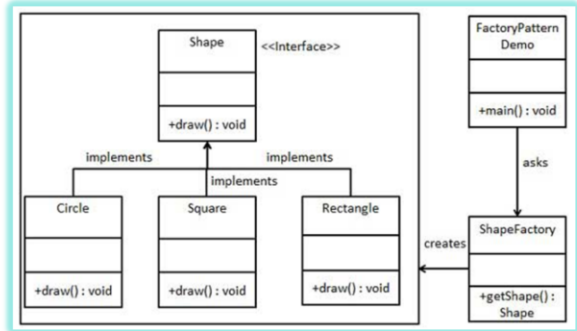 Shape
<<Interface>>
+draw() : void
implements
implements
implements
Circle
+draw() : void
Square
+draw() : void
Rectangle
+draw() : void
FactoryPattern
Demo
+main() : void
asks
creates
ShapeFactory
+getShape() :
Shape